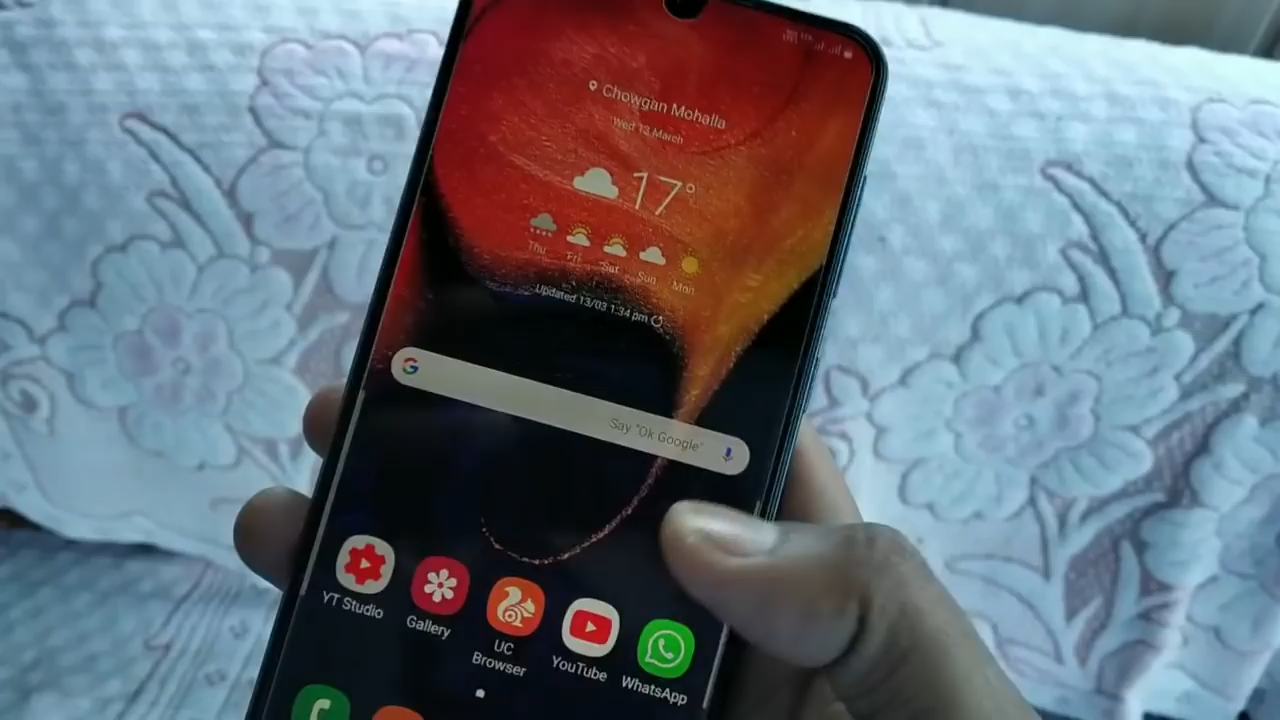 Chowgan Mohalla
Wed 13 March
17°
Thu Fri Sat Sun Mon
Updated 13/03 1:34 pm
Say "Ok Google"
YT Studio
Gallery
UC Browser
YouTube
WhatsApp